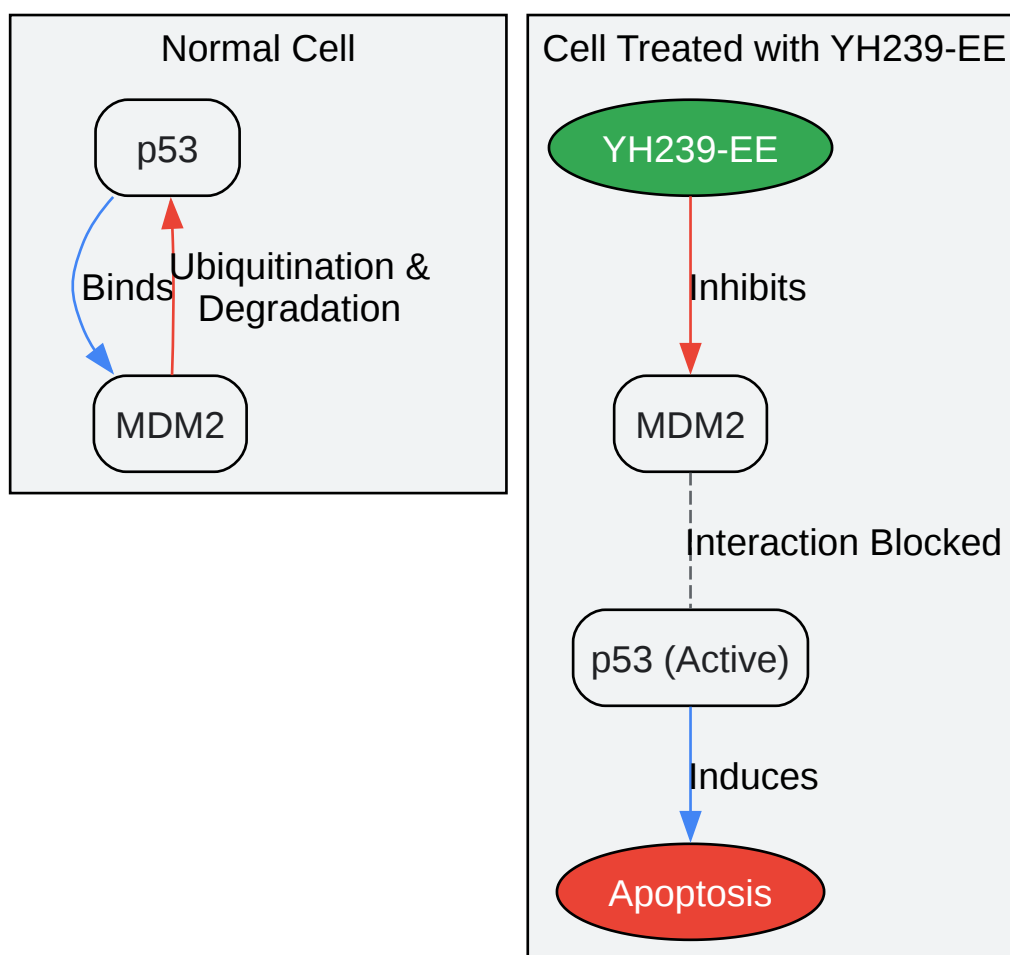 Normal Cell
p53
Binds
Ubiquitination &
Degradation
MDM2
Cell Treated with YH239-EE
YH239-EE
Inhibits
MDM2
Interaction Blocked
p53 (Active)
Induces
Apoptosis